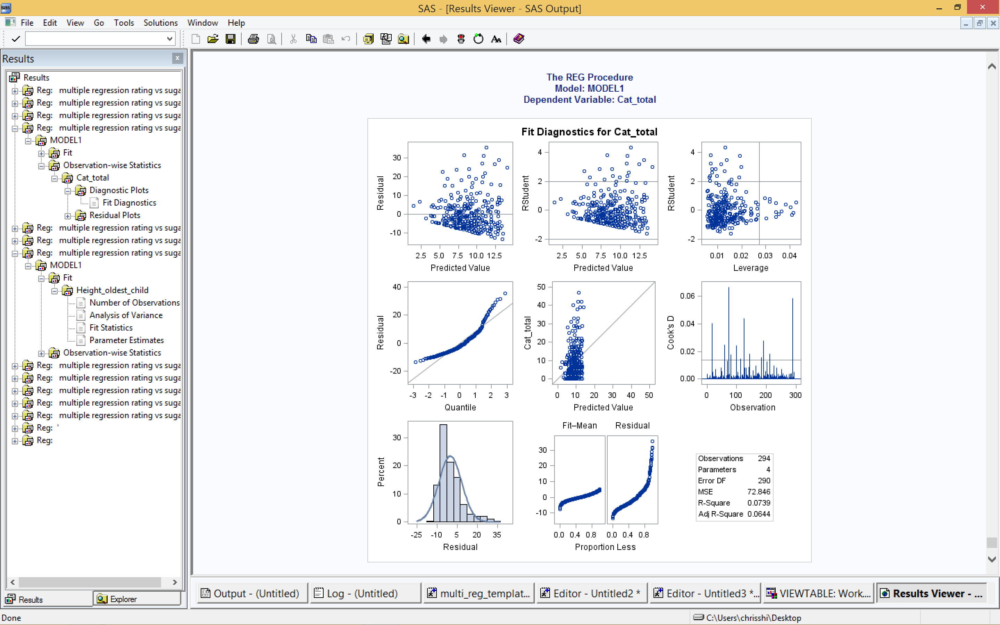 SAS - [Results Viewer - SAS Output]
File Edit View Go Tools Solutions Window Help
Results
Results
Reg: multiple regression rating vs suga
Reg: multiple regression rating vs suga
Reg: multiple regression rating vs suga
Reg: multiple regression rating vs suga
MODEL1
Fit
Observation-wise Statistics
Cat_total
Diagnostic Plots
Fit Diagnostics
Residual Plots
Reg: multiple regression rating vs suga
Reg: multiple regression rating vs suga
Reg: multiple regression rating vs suga
MODEL1
Fit
Height_oldest_child
Number of Observations
Analysis of Variance
Fit Statistics
Parameter Estimates
Observation-wise Statistics
Reg: multiple regression rating vs suga
Reg: multiple regression rating vs suga
Reg: multiple regression rating vs suga
Reg: multiple regression rating vs suga
Reg: multiple regression rating vs suga
Reg: '
Reg:
Results Explorer
The REG Procedure
Model: MODEL1
Dependent Variable: Cat_total
Fit Diagnostics for Cat_total
Residual
30
20
10
0
-10
2.5 5.0 7.5 10.0 12.5
Predicted Value
RStudent
4
2
0
-2
2.5 5.0 7.5 10.0 12.5
Predicted Value
RStudent
4
2
0
-2
0.01 0.02 0.03 0.04
Leverage
Residual
40
20
0
-20
-3 -2 -1 0 1 2 3
Quantile
Cat_total
50
40
30
20
10
0
0 10 20 30 40 50
Predicted Value
Cook's D
0.06
0.04
0.02
0.00
0 100 200 300
Observation
Percent
30
20
10
0
-25 -10 5 20 35
Residual
Fit–Mean Residual
30
20
10
0
-10
0.0 0.4 0.8 0.0 0.4 0.8
Proportion Less
Observations 294
Parameters 4
Error DF 290
MSE 72.846
R-Square 0.0739
Adj R-Square 0.0644
Output - (Untitled) Log - (Untitled) multi_reg_templat... Editor - Untitled2 * Editor - Untitled3 *... VIEWTABLE: Work.... Results Viewer - ...
Done
C:\Users\chrisshi\Desktop